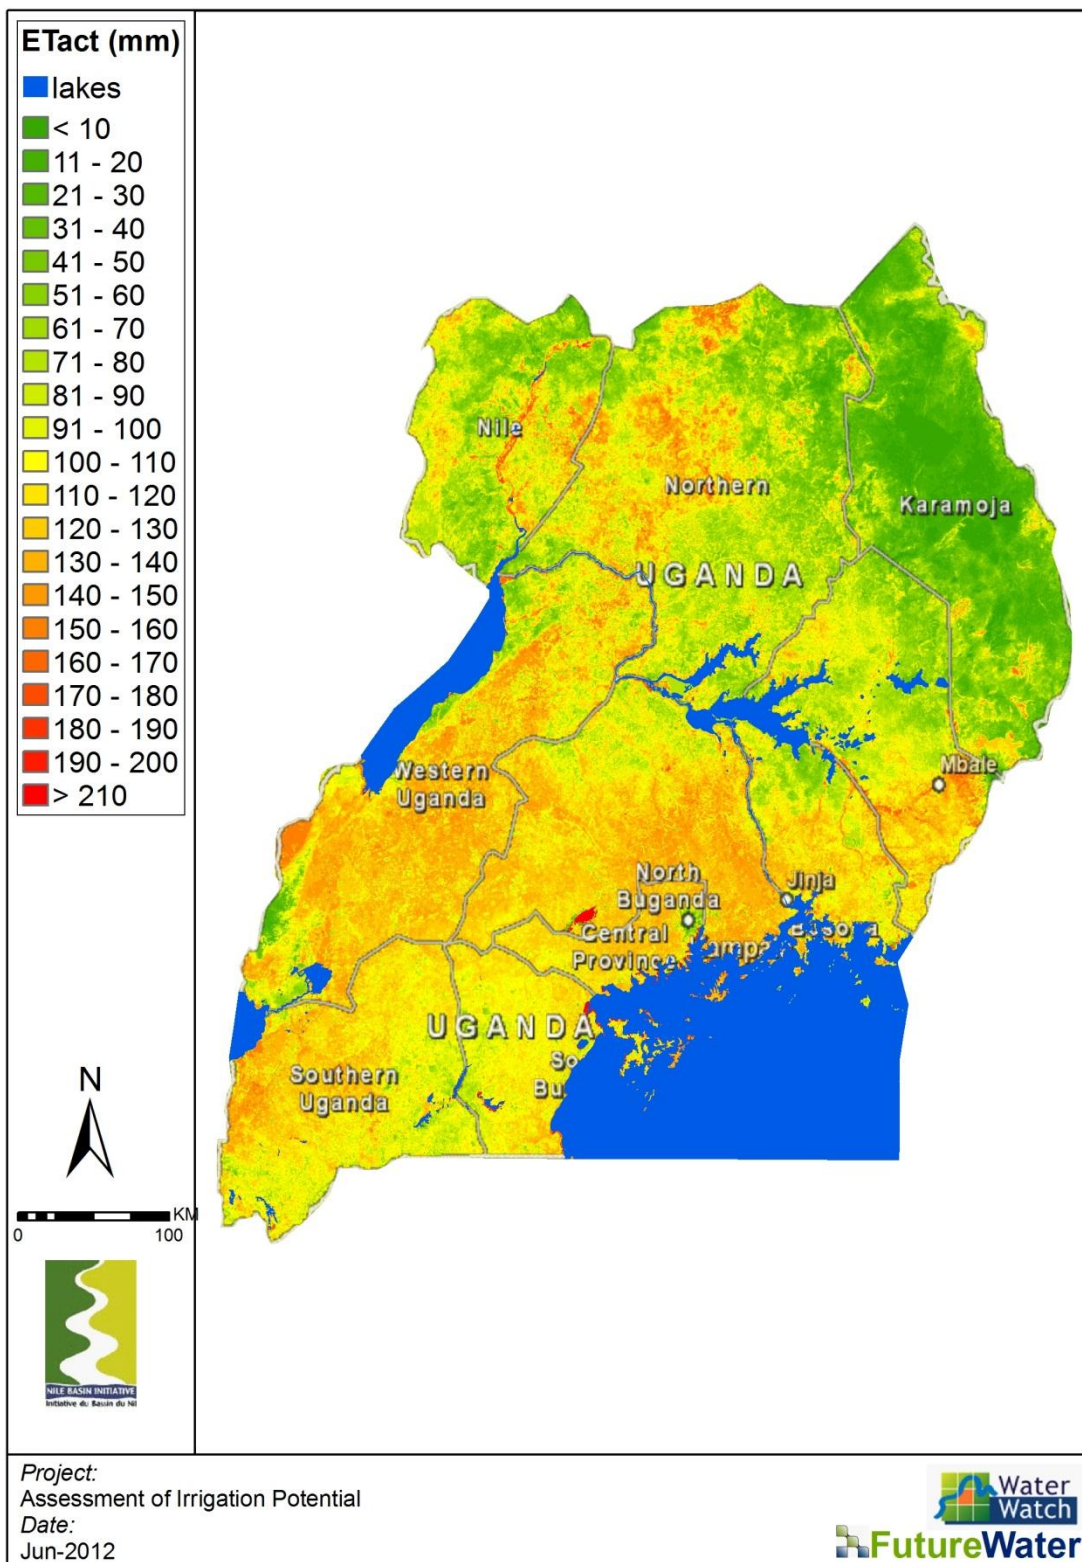 ETact (mm)
lakes
< 10
11 - 20
21 - 30
31 - 40
41 - 50
51 - 60
61 - 70
71 - 80
81 - 90
91 - 100
100 - 110
110 - 120
120 - 130
130 - 140
140 - 150
150 - 160
160 - 170
170 - 180
180 - 190
190 - 200
> 210
Nile
Northern
Karamoja
UGANDA
Western
Uganda
Mbale
North
Buganda
Jinja
Central
Province
UGANDA
Southern
Uganda
So
Bu
N
KM
0 100
NILE BASIN INITIATIVE
Initiative du Bassin du Nil
Project:
Assessment of Irrigation Potential
Date:
Jun-2012
Water
Watch
FutureWater